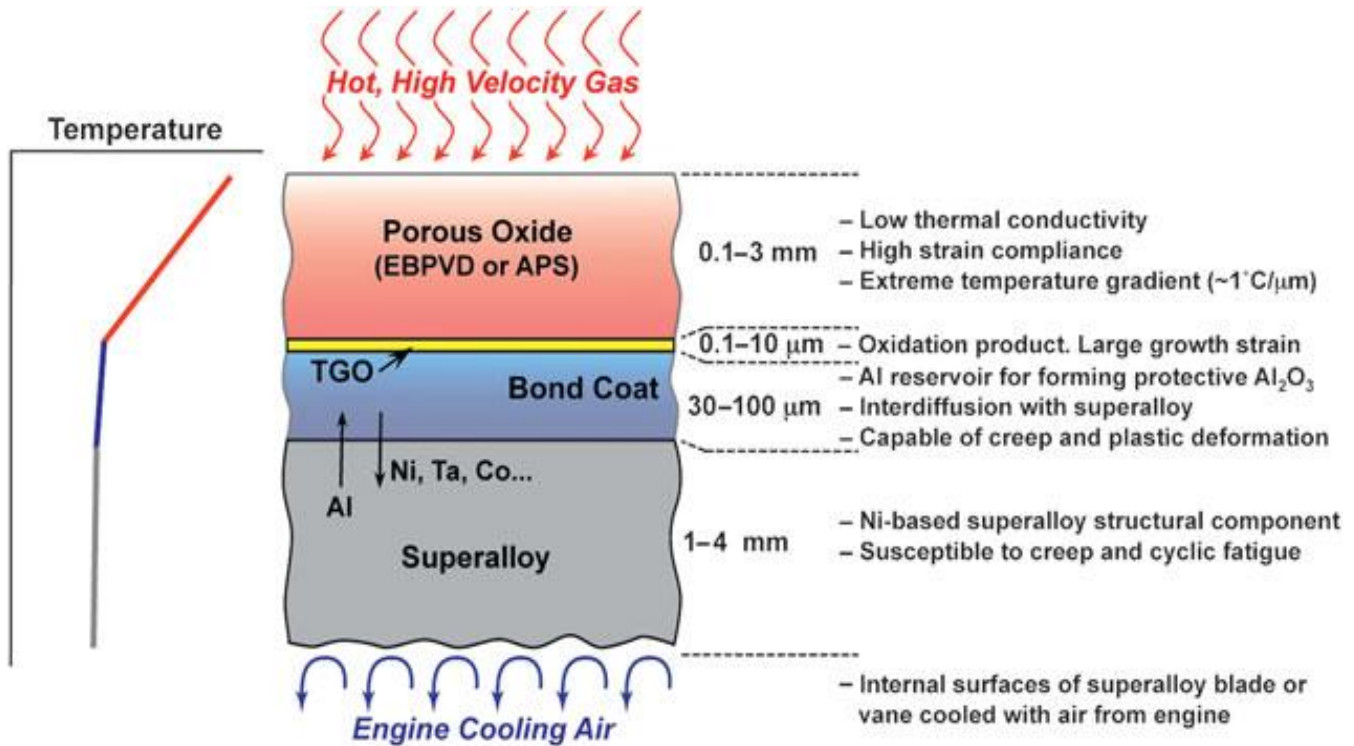 Hot, High Velocity Gas
Temperature
Porous Oxide
(EBPVD or APS)
0.1–3 mm
– Low thermal conductivity
– High strain compliance
– Extreme temperature gradient (~1˚C/μm)
TGO
0.1–10 μm
– Oxidation product. Large growth strain
Bond Coat
30–100 μm
– Al reservoir for forming protective Al₂O₃
– Interdiffusion with superalloy
– Capable of creep and plastic deformation
Ni, Ta, Co...
Al
Superalloy
1–4 mm
– Ni-based superalloy structural component
– Susceptible to creep and cyclic fatigue
Engine Cooling Air
– Internal surfaces of superalloy blade or
vane cooled with air from engine